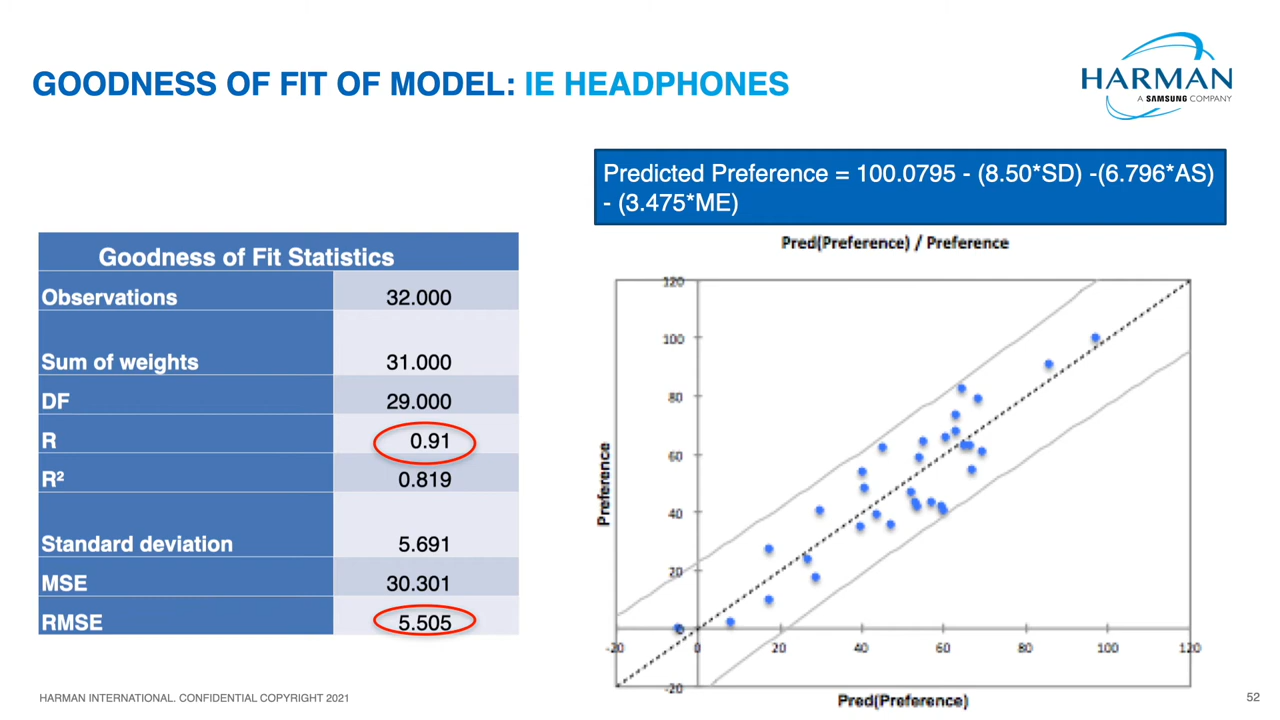 GOODNESS OF FIT OF MODEL: IE HEADPHONES
HARMAN
A SAMSUNG COMPANY
Predicted Preference = 100.0795 - (8.50*SD) -(6.796*AS)
- (3.475*ME)
Goodness of Fit Statistics
Observations 32.000
Sum of weights 31.000
DF 29.000
R 0.91
R² 0.819
Standard deviation 5.691
MSE 30.301
RMSE 5.505
Pred(Preference) / Preference
120
100
80
60
40
20
0
-20
Preference
-20 0 20 40 60 80 100 120
Pred(Preference)
HARMAN INTERNATIONAL. CONFIDENTIAL COPYRIGHT 2021
52